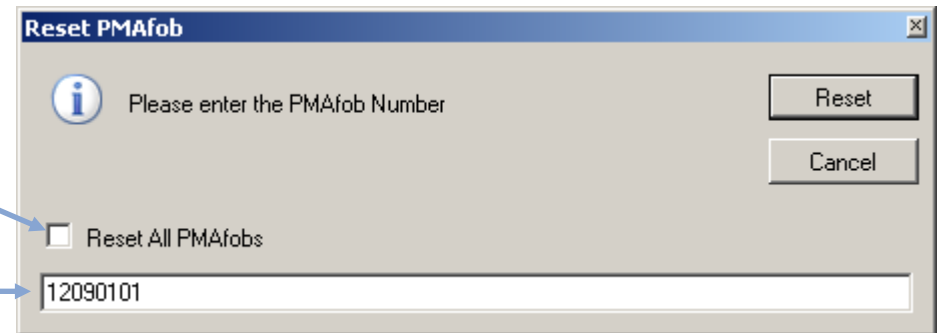 Reset PMAfob
Please enter the PMAfob Number
Reset
Cancel
Reset All PMAfobs
12090101